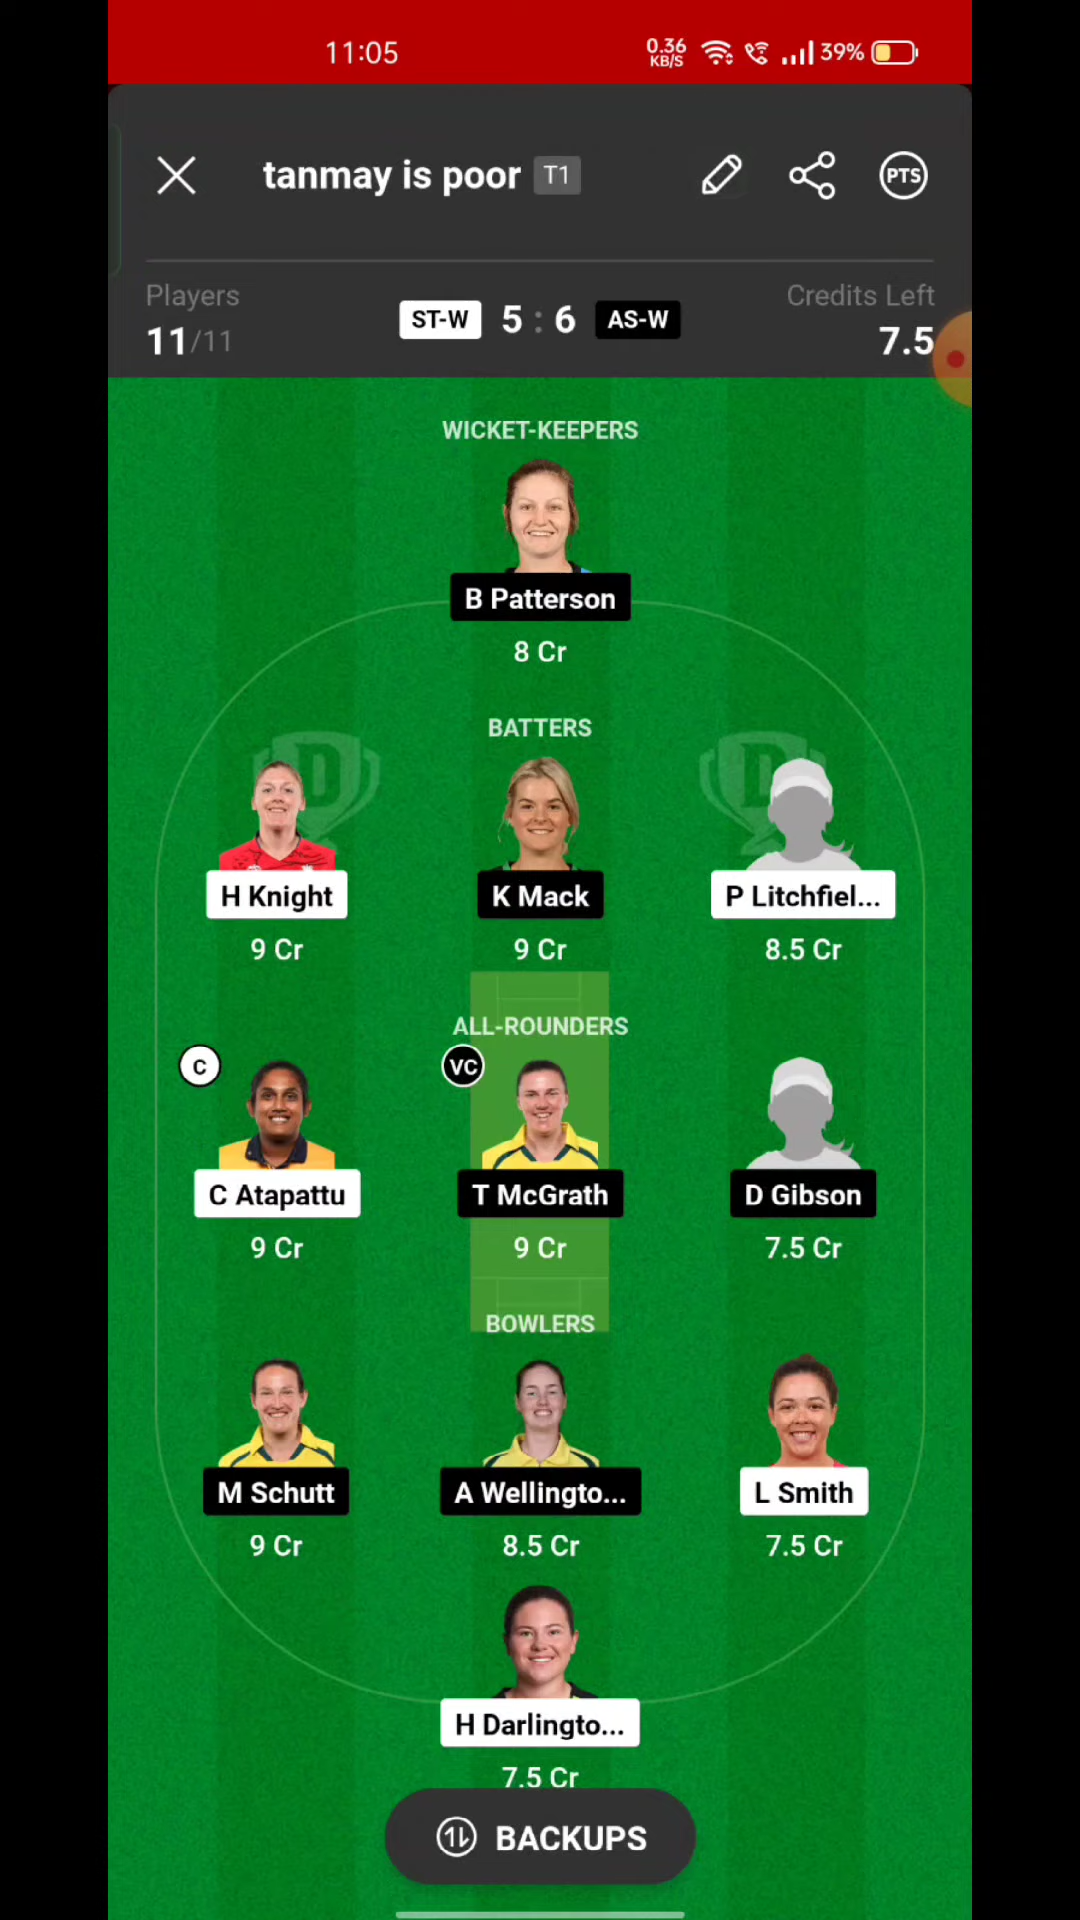 11:05
0.36 KB/S
39%
tanmay is poor T1
PTS
Players
11/11
ST-W 5 : 6 AS-W
Credits Left
7.5
WICKET-KEEPERS
B Patterson
8 Cr
BATTERS
D D
H Knight K Mack P Litchfiel...
9 Cr 9 Cr 8.5 Cr
ALL-ROUNDERS
C VC
C Atapattu T McGrath D Gibson
9 Cr 9 Cr 7.5 Cr
BOWLERS
M Schutt A Wellingto... L Smith
9 Cr 8.5 Cr 7.5 Cr
H Darlingto...
7.5 Cr
BACKUPS